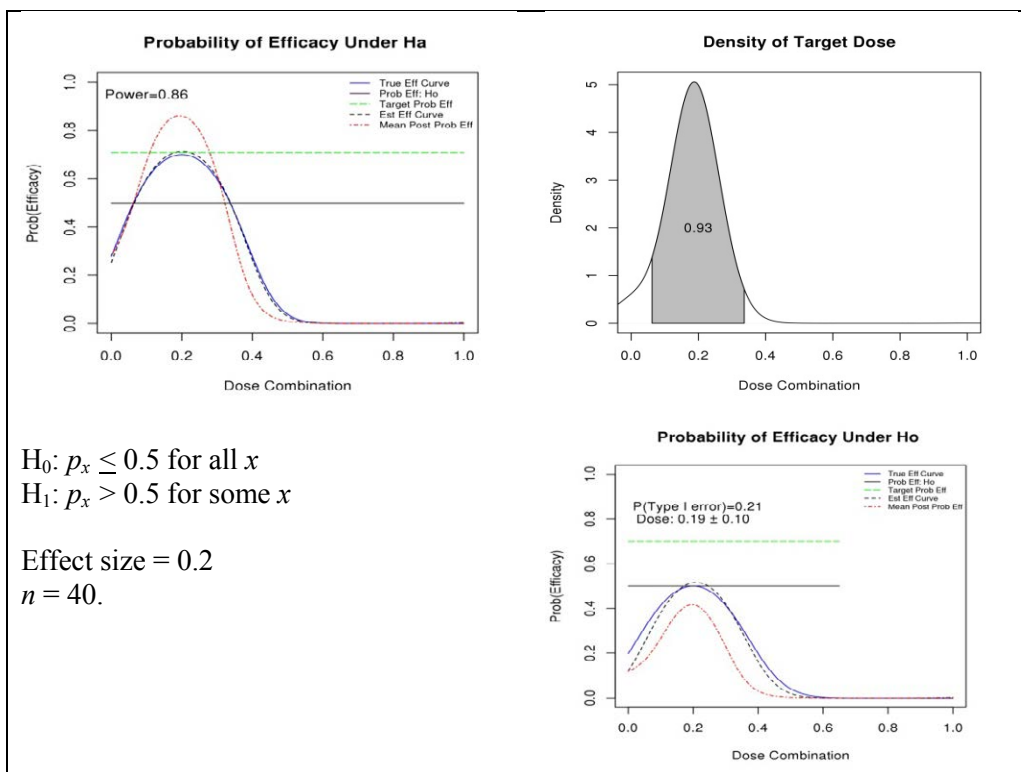 Probability of Efficacy Under Ha
Power=0.86
True Eff Curve
Prob Eff: Ho
Target Prob Eff
Est Eff Curve
Mean Post Prob Eff
Prob(Efficacy)
0.0
0.2
0.4
0.6
0.8
1.0
0.0 0.2 0.4 0.6 0.8 1.0
Dose Combination
Density of Target Dose
Density
0
1
2
3
4
5
0.93
0.0 0.2 0.4 0.6 0.8 1.0
Dose Combination
H₀: pₓ ≤ 0.5 for all x
H₁: pₓ > 0.5 for some x
Effect size = 0.2
n = 40.
Probability of Efficacy Under Ho
P(Type I error)=0.21
Dose: 0.19 ± 0.10
True Eff Curve
Prob Eff: Ho
Target Prob Eff
Est Eff Curve
Mean Post Prob Eff
Prob(Efficacy)
0.0
0.2
0.4
0.6
0.8
1.0
0.0 0.2 0.4 0.6 0.8 1.0
Dose Combination